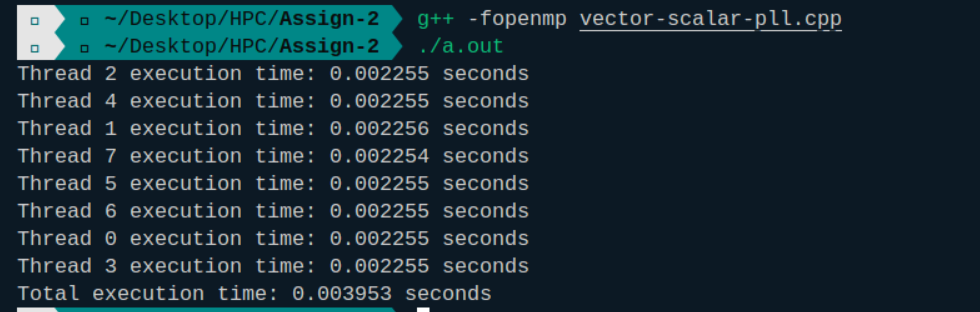 ~/Desktop/HPC/Assign-2 g++ -fopenmp vector-scalar-pll.cpp
~/Desktop/HPC/Assign-2 ./a.out
Thread 2 execution time: 0.002255 seconds
Thread 4 execution time: 0.002255 seconds
Thread 1 execution time: 0.002256 seconds
Thread 7 execution time: 0.002254 seconds
Thread 5 execution time: 0.002255 seconds
Thread 6 execution time: 0.002255 seconds
Thread 0 execution time: 0.002255 seconds
Thread 3 execution time: 0.002255 seconds
Total execution time: 0.003953 seconds